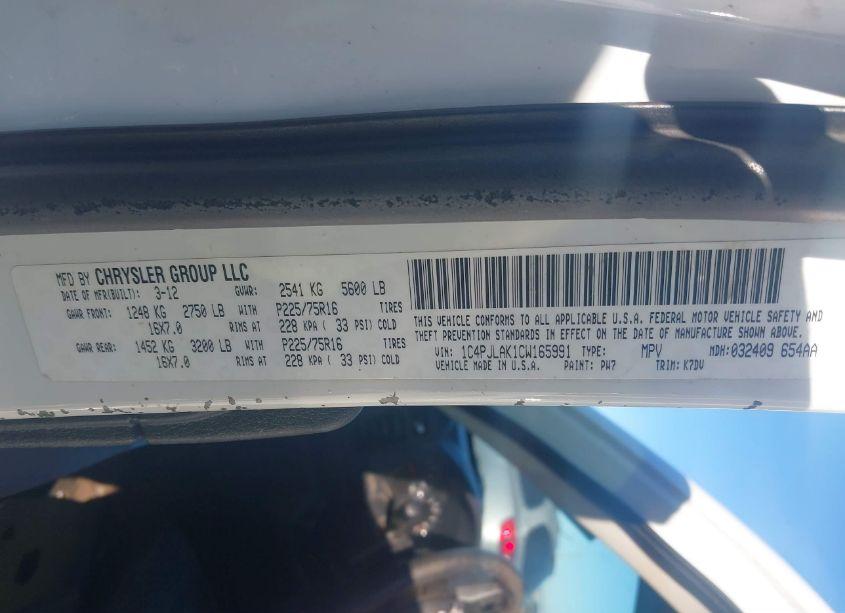 MFD BY CHRYSLER GROUP LLC
DATE OF MFR(BUILT): 3-12 GVWR: 2541 KG 5600 LB
GAWR FRONT: 1248 KG 2750 LB WITH P225/75R16 TIRES
16X7.0 RIMS AT 228 KPA ( 33 PSI) COLD
GAWR REAR: 1452 KG 3200 LB WITH P225/75R16 TIRES
16X7.0 RIMS AT 228 KPA ( 33 PSI) COLD
THIS VEHICLE CONFORMS TO ALL APPLICABLE U.S.A. FEDERAL MOTOR VEHICLE SAFETY AND
THEFT PREVENTION STANDARDS IN EFFECT ON THE DATE OF MANUFACTURE SHOWN ABOVE.
VIN: 1C4PJLAK1CW165991 TYPE: MPV MDH:032409 654AA
VEHICLE MADE IN U.S.A. PAINT: PW7 TRIM: K7DV